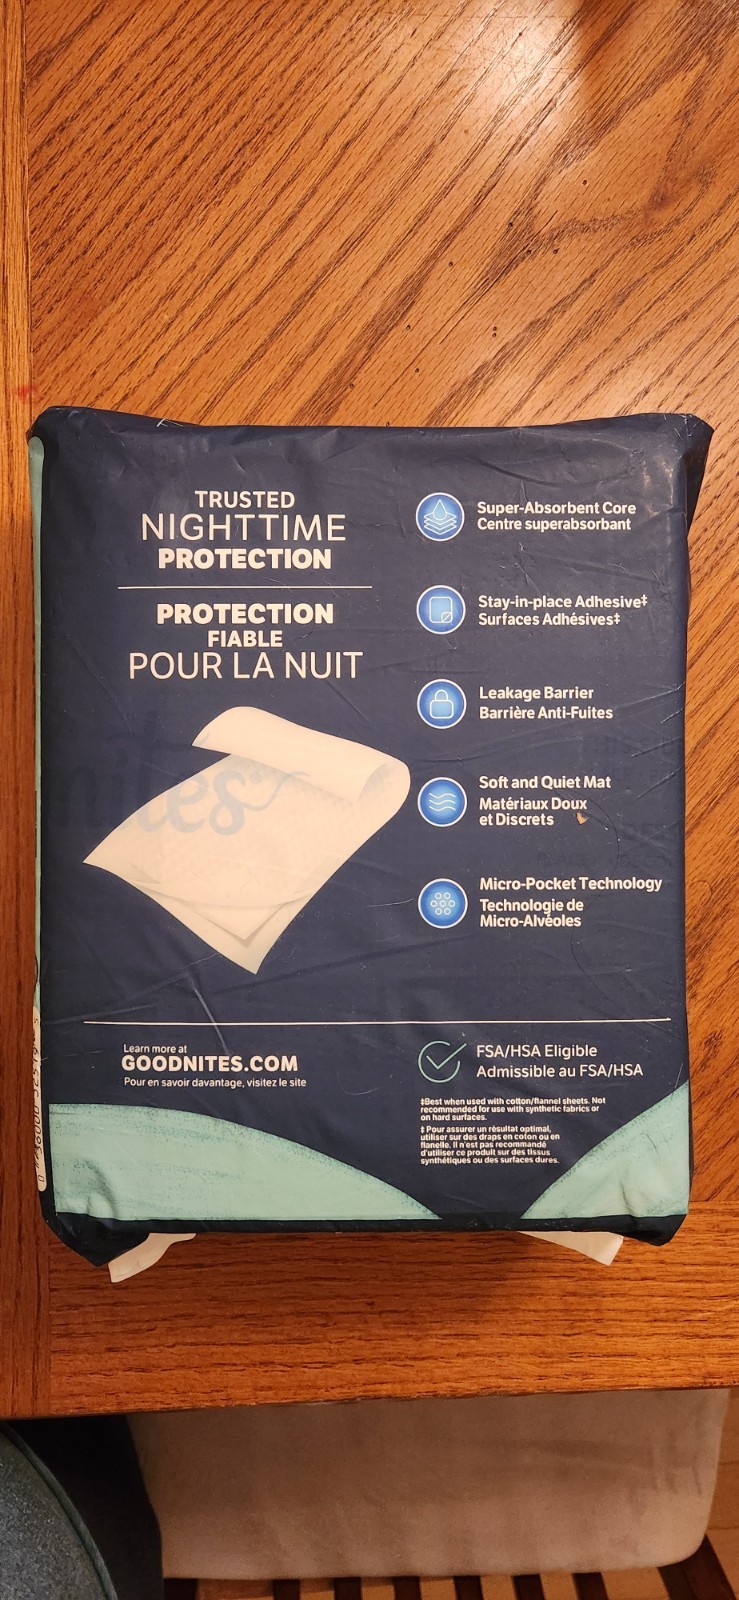 TRUSTED
NIGHTTIME
PROTECTION
PROTECTION
FIABLE
POUR LA NUIT
nites
Super-Absorbent Core
Centre superabsorbant
Stay-in-place Adhesive‡
Surfaces Adhésives‡
Leakage Barrier
Barrière Anti-Fuites
Soft and Quiet Mat
Matériaux Doux
et Discrets
Micro-Pocket Technology
Technologie de
Micro-Alvéoles
Learn more at
GOODNITES.COM
Pour en savoir davantage, visitez le site
FSA/HSA Eligible
Admissible au FSA/HSA
‡Best when used with cotton/flannel sheets. Not
recommended for use with synthetic fabrics or
on hard surfaces.
‡ Pour assurer un résultat optimal,
utiliser sur des draps en coton ou en
flanelle. Il n'est pas recommandé
d'utiliser ce produit sur des tissus
synthétiques ou des surfaces dures.